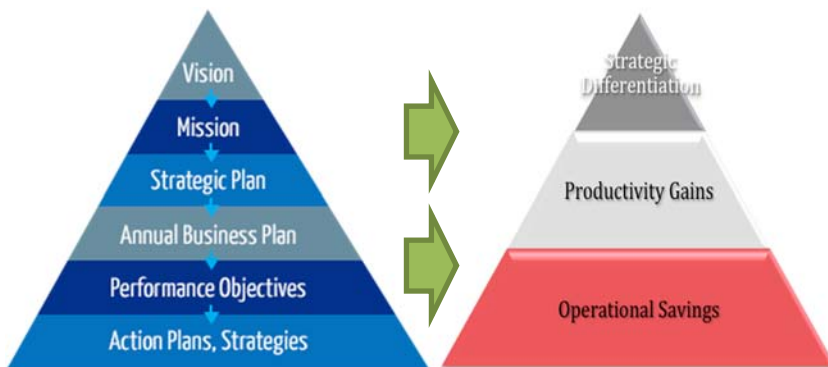 Vision
Mission
Strategic Plan
Annual Business Plan
Performance Objectives
Action Plans, Strategies
Strategic
Differentiation
Productivity Gains
Operational Savings